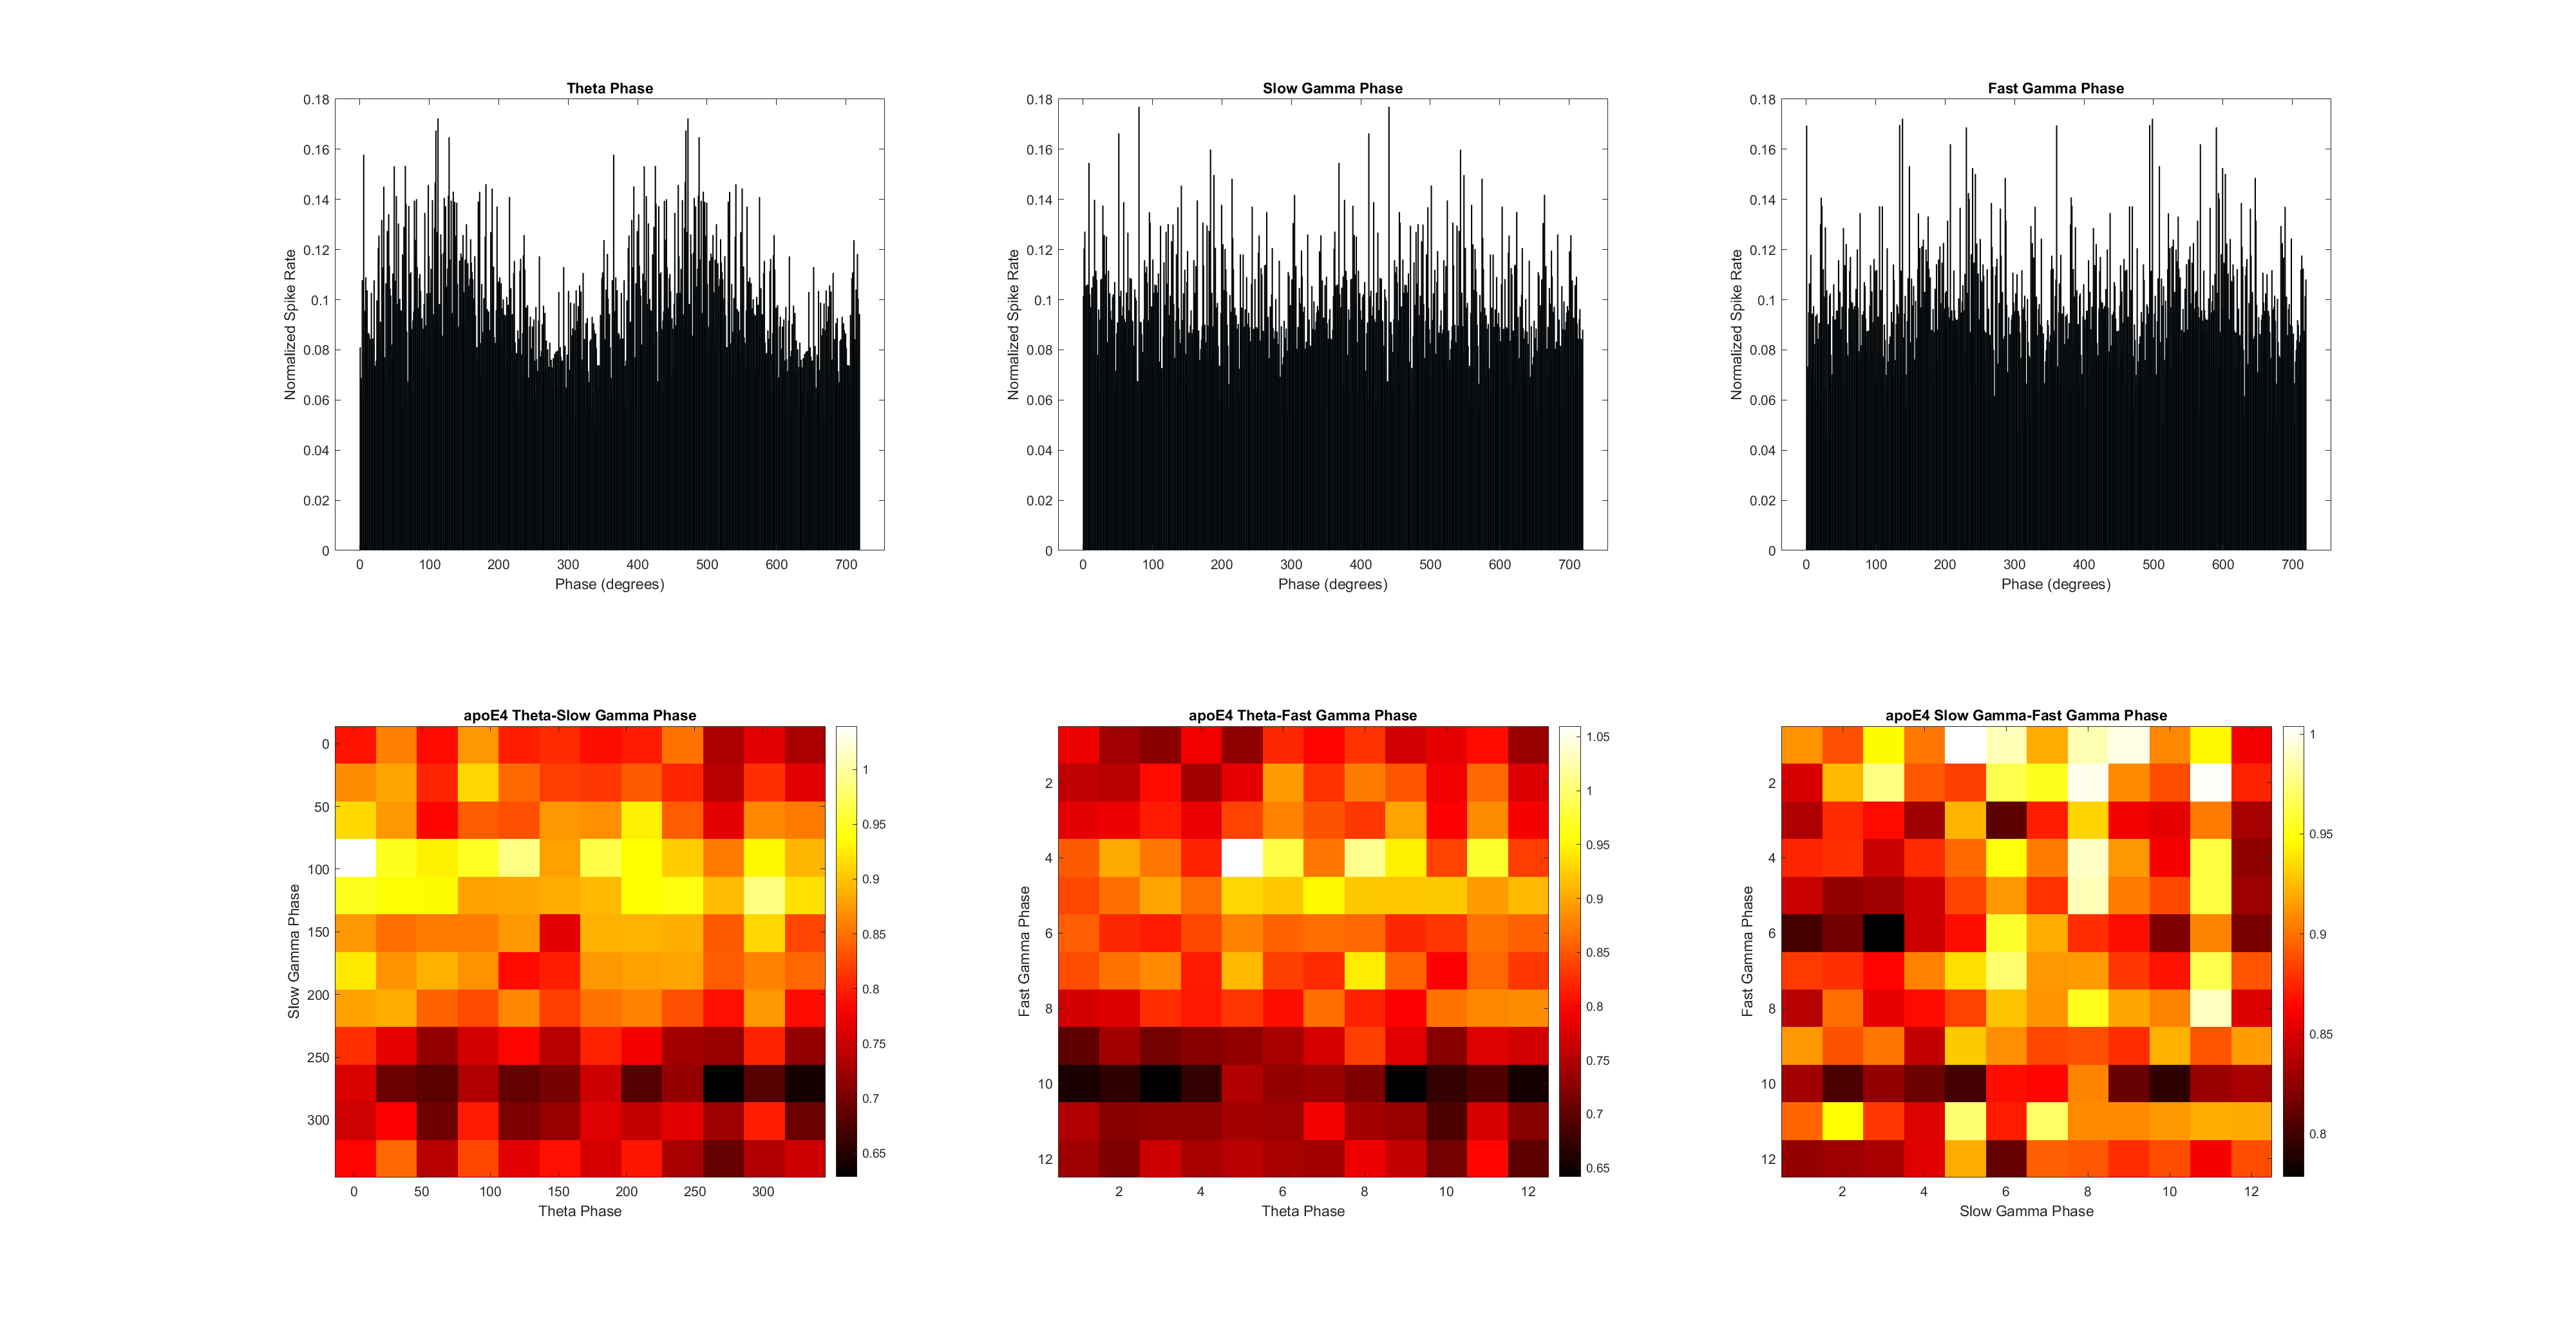 Theta Phase
0.18
0.16
0.14
0.12
0.1
0.08
0.06
0.04
0.02
0
Normalized Spike Rate
0 100 200 300 400 500 600 700
Phase (degrees)
Slow Gamma Phase
0.18
0.16
0.14
0.12
0.1
0.08
0.06
0.04
0.02
0
Normalized Spike Rate
0 100 200 300 400 500 600 700
Phase (degrees)
Fast Gamma Phase
0.18
0.16
0.14
0.12
0.1
0.08
0.06
0.04
0.02
0
Normalized Spike Rate
0 100 200 300 400 500 600 700
Phase (degrees)
apoE4 Theta-Slow Gamma Phase
0
50
100
150
200
250
300
Slow Gamma Phase
0 50 100 150 200 250 300
Theta Phase
1
0.95
0.9
0.85
0.8
0.75
0.7
0.65
apoE4 Theta-Fast Gamma Phase
2
4
6
8
10
12
Fast Gamma Phase
2 4 6 8 10 12
Theta Phase
1.05
1
0.95
0.9
0.85
0.8
0.75
0.7
0.65
apoE4 Slow Gamma-Fast Gamma Phase
2
4
6
8
10
12
Fast Gamma Phase
2 4 6 8 10 12
Slow Gamma Phase
1
0.95
0.9
0.85
0.8